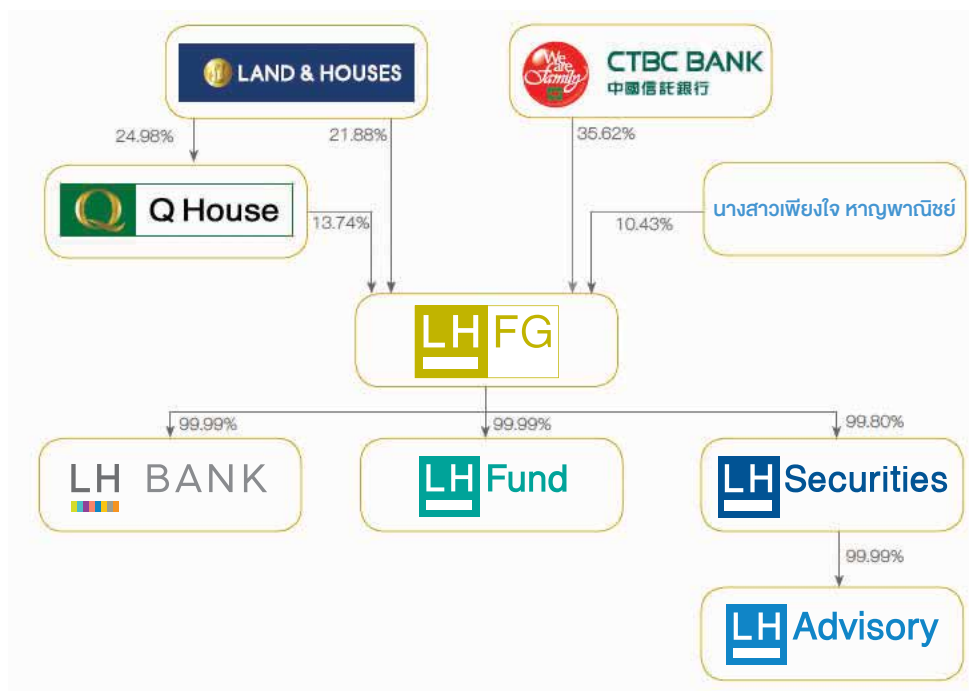 LAND & HOUSES
We are Family
CTBC BANK
中國信託銀行
24.98%
21.88%
35.62%
Q House
13.74%
10.43%
นางสาวเพียงใจ หาญพาณิชย์
LH FG
99.99%
99.99%
99.80%
LH BANK
LH Fund
LH Securities
99.99%
LH Advisory